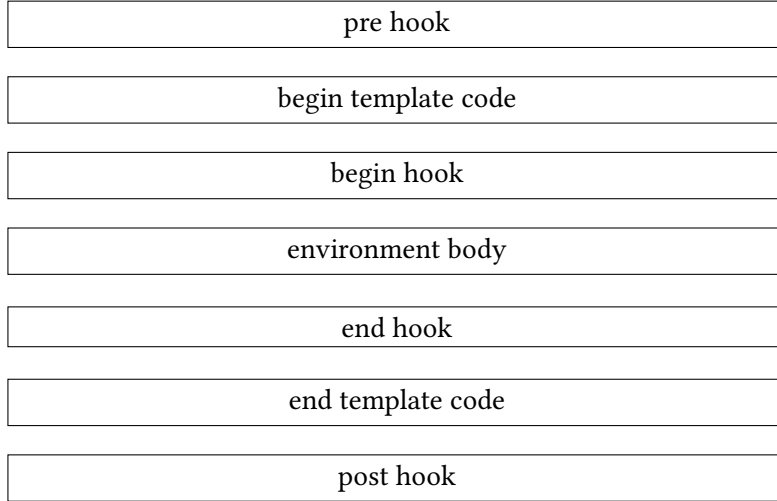 pre hook
begin template code
begin hook
environment body
end hook
end template code
post hook